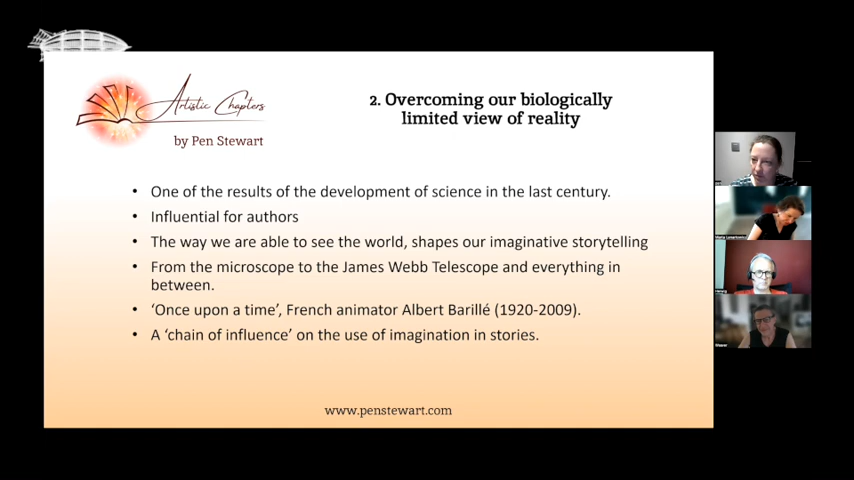 Artistic Chapters
by Pen Stewart
2. Overcoming our biologically
limited view of reality
• One of the results of the development of science in the last century.
• Influential for authors
• The way we are able to see the world, shapes our imaginative storytelling
• From the microscope to the James Webb Telescope and everything in
between.
• ‘Once upon a time’, French animator Albert Barillé (1920-2009).
• A ‘chain of influence’ on the use of imagination in stories.
www.penstewart.com